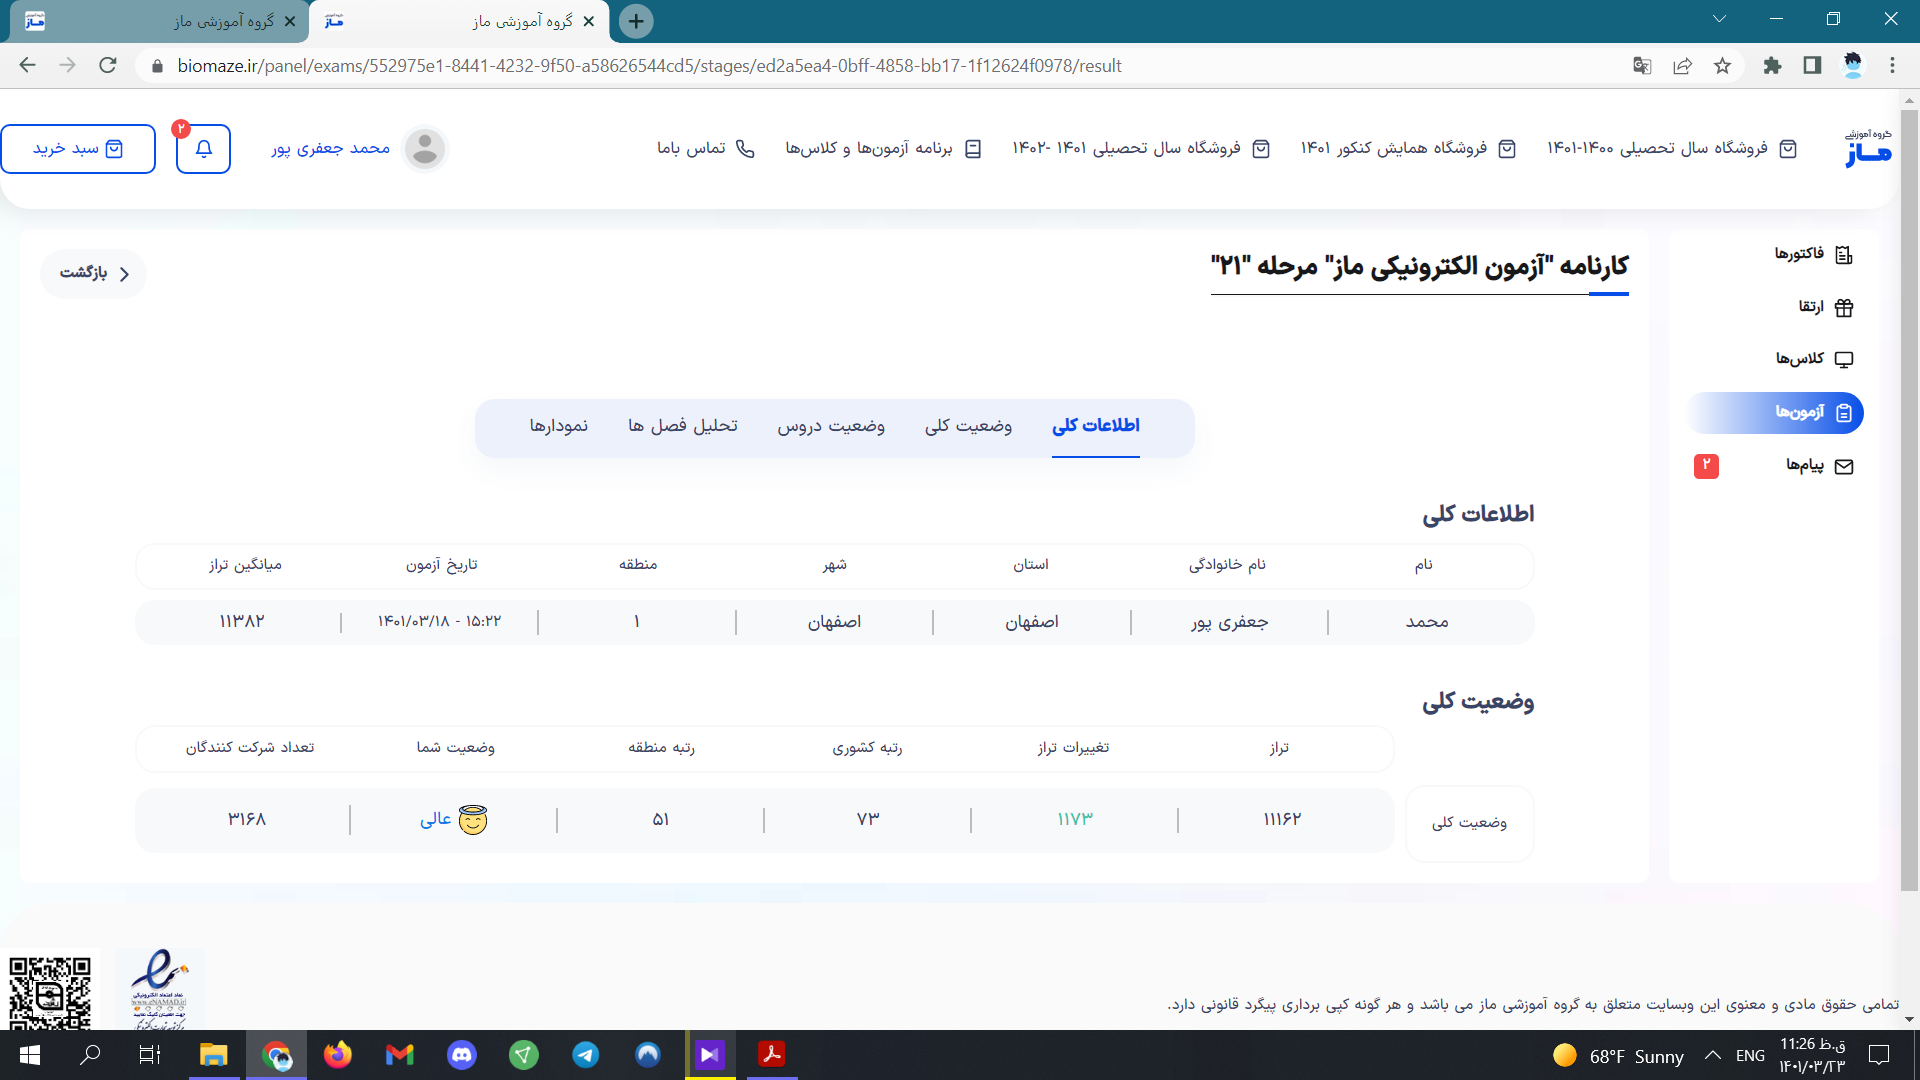 گروه آموزشی ماز
گروه آموزشی ماز
biomaze.ir/panel/exams/552975e1-8441-4232-9f50-a58626544cd5/stages/ed2a5ea4-0bff-4858-bb17-1f12624f0978/result
گروه آموزشی
ماز
فروشگاه سال تحصیلی ۱۴۰۰-۱۴۰۱
فروشگاه همایش کنکور ۱۴۰۱
فروشگاه سال تحصیلی ۱۴۰۱ -۱۴۰۲
برنامه آزمون‌ها و کلاس‌ها
تماس باما
محمد جعفری پور
۲
سبد خرید
فاکتورها
ارتقا
کلاس‌ها
آزمون‌ها
پیام‌ها
۲
کارنامه "آزمون الکترونیکی ماز" مرحله "۲۱"
بازگشت
اطلاعات کلی
وضعیت کلی
وضعیت دروس
تحلیل فصل ها
نمودارها
اطلاعات کلی
نام نام خانوادگی استان شهر منطقه تاریخ آزمون میانگین تراز
محمد جعفری پور اصفهان اصفهان ۱ ۱۵:۲۲ - ۱۴۰۱/۰۳/۱۸ ۱۱۳۸۲
وضعیت کلی
تراز تغییرات تراز رتبه کشوری رتبه منطقه وضعیت شما تعداد شرکت کنندگان
وضعیت کلی ۱۱۱۶۲ ۱۱۷۳ ۷۳ ۵۱ عالی ۳۱۶۸
تمامی حقوق مادی و معنوی این وبسایت متعلق به گروه آموزشی ماز می باشد و هر گونه کپی برداری پیگرد قانونی دارد.
نماد اعتماد الکترونیکی
www.eNAMAD.ir
68°F Sunny
ENG
11:26 ق.ظ
۱۴۰۱/۰۳/۲۳